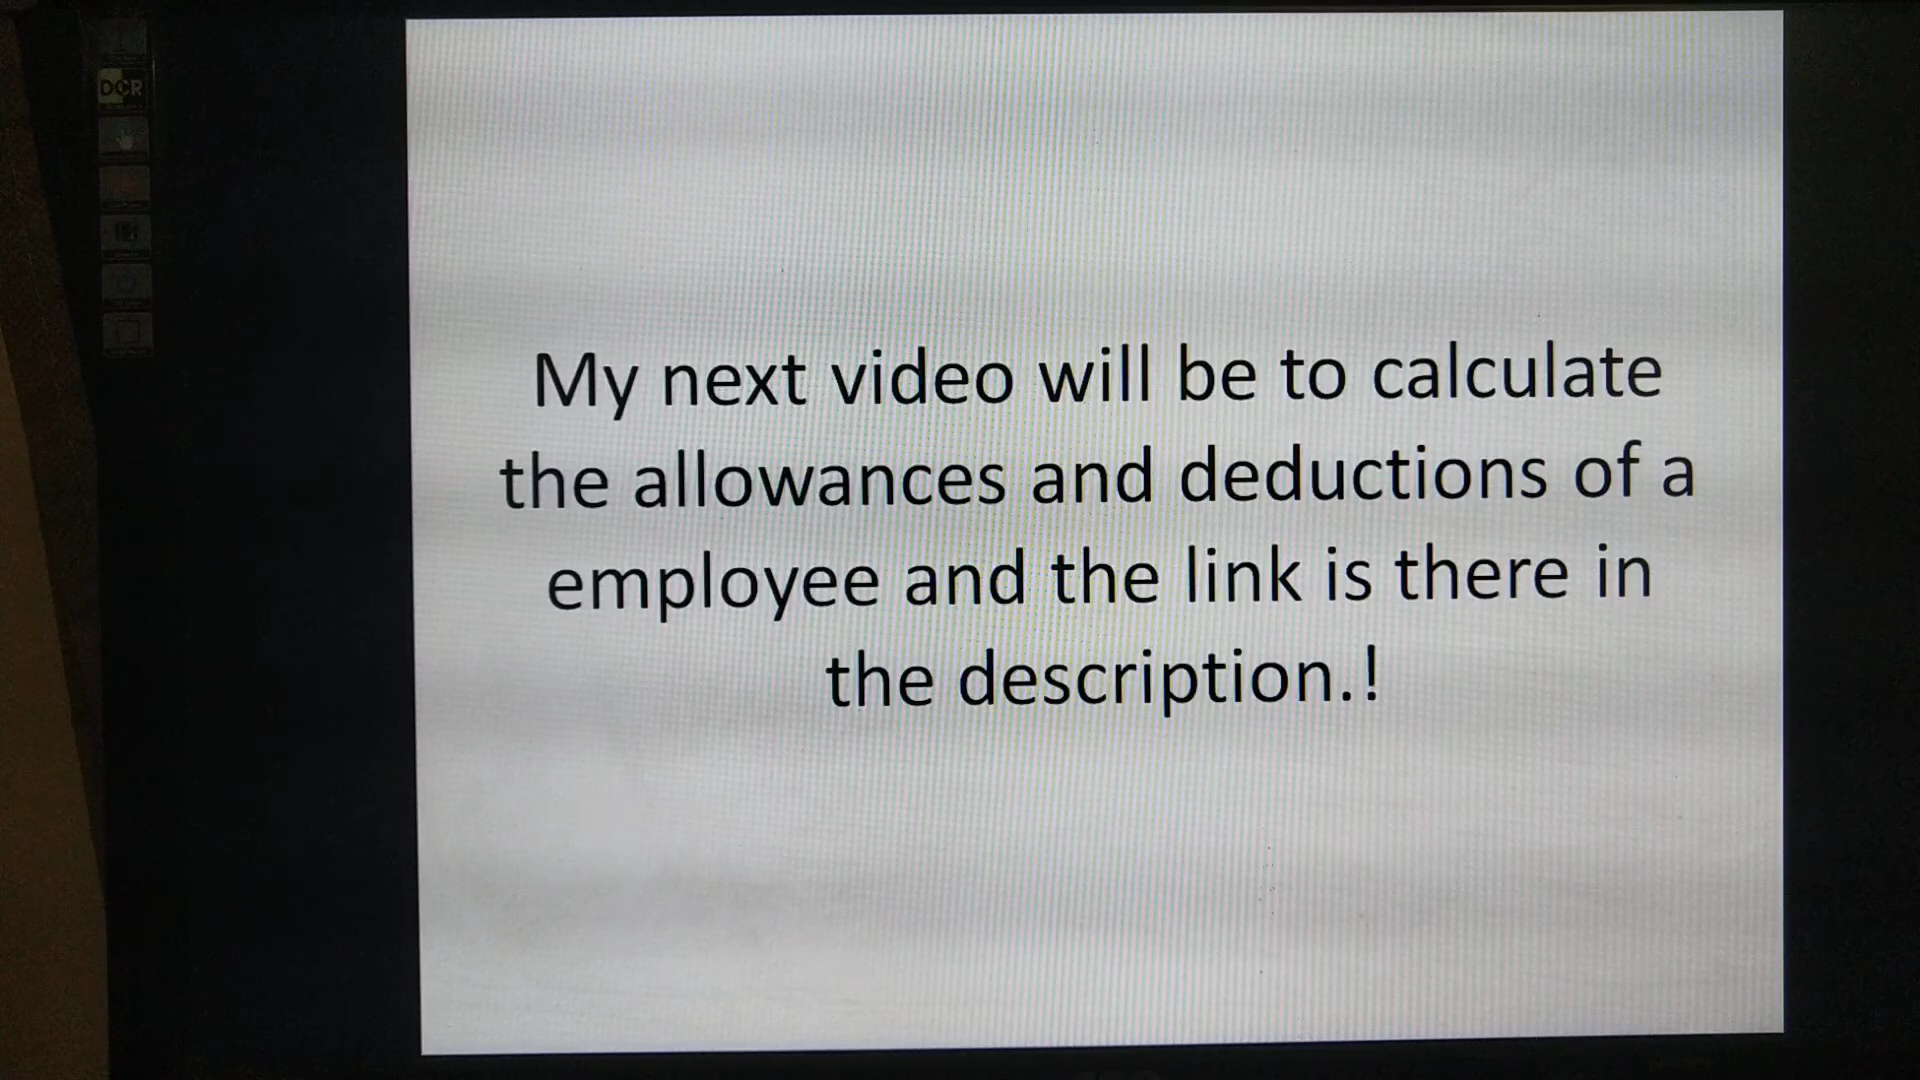 DCR
My next video will be to calculate
the allowances and deductions of a
employee and the link is there in
the description.!